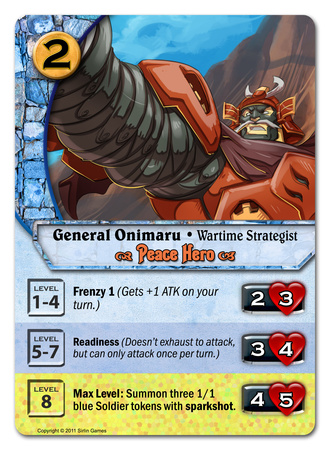 2
General Onimaru • Wartime Strategist
Peace Hero
LEVEL
1-4
Frenzy 1 (Gets +1 ATK on your
turn.)
2 3
LEVEL
5-7
Readiness (Doesn't exhaust to attack,
but can only attack once per turn.)
3 4
LEVEL
8
Max Level: Summon three 1/1
blue Soldier tokens with sparkshot.
4 5
Copyright © 2011 Sirlin Games